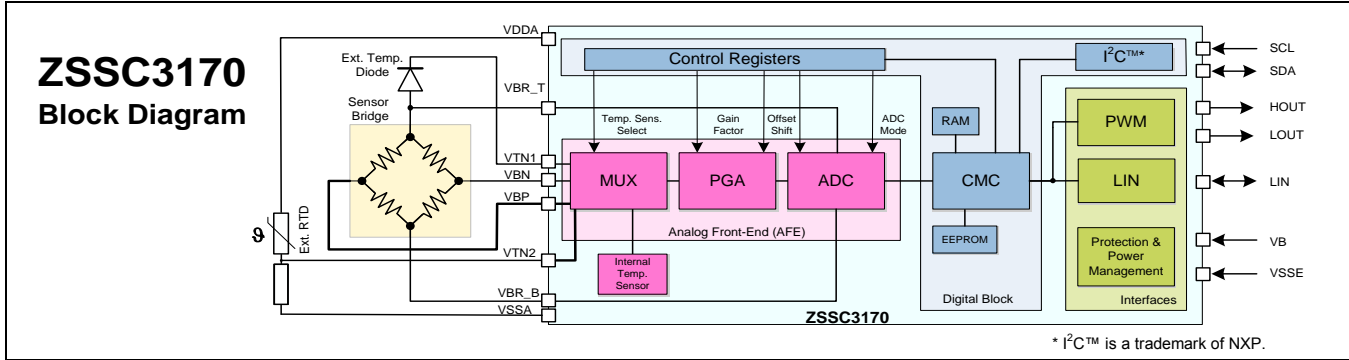 ZSSC3170
Block Diagram
VDDA
Ext. Temp.
Diode
VBR_T
Sensor
Bridge
VTN1
VBN
VBP
ϑ
Ext. RTD
VTN2
VBR_B
VSSA
Control Registers
I²C™*
Temp. Sens.
Select
Gain
Factor
Offset
Shift
ADC
Mode
RAM
MUX
PGA
ADC
CMC
PWM
LIN
Analog Front-End (AFE)
EEPROM
Internal
Temp.
Sensor
Protection &
Power
Management
Digital Block
Interfaces
ZSSC3170
SCL
SDA
HOUT
LOUT
LIN
VB
VSSE
* I²C™ is a trademark of NXP.